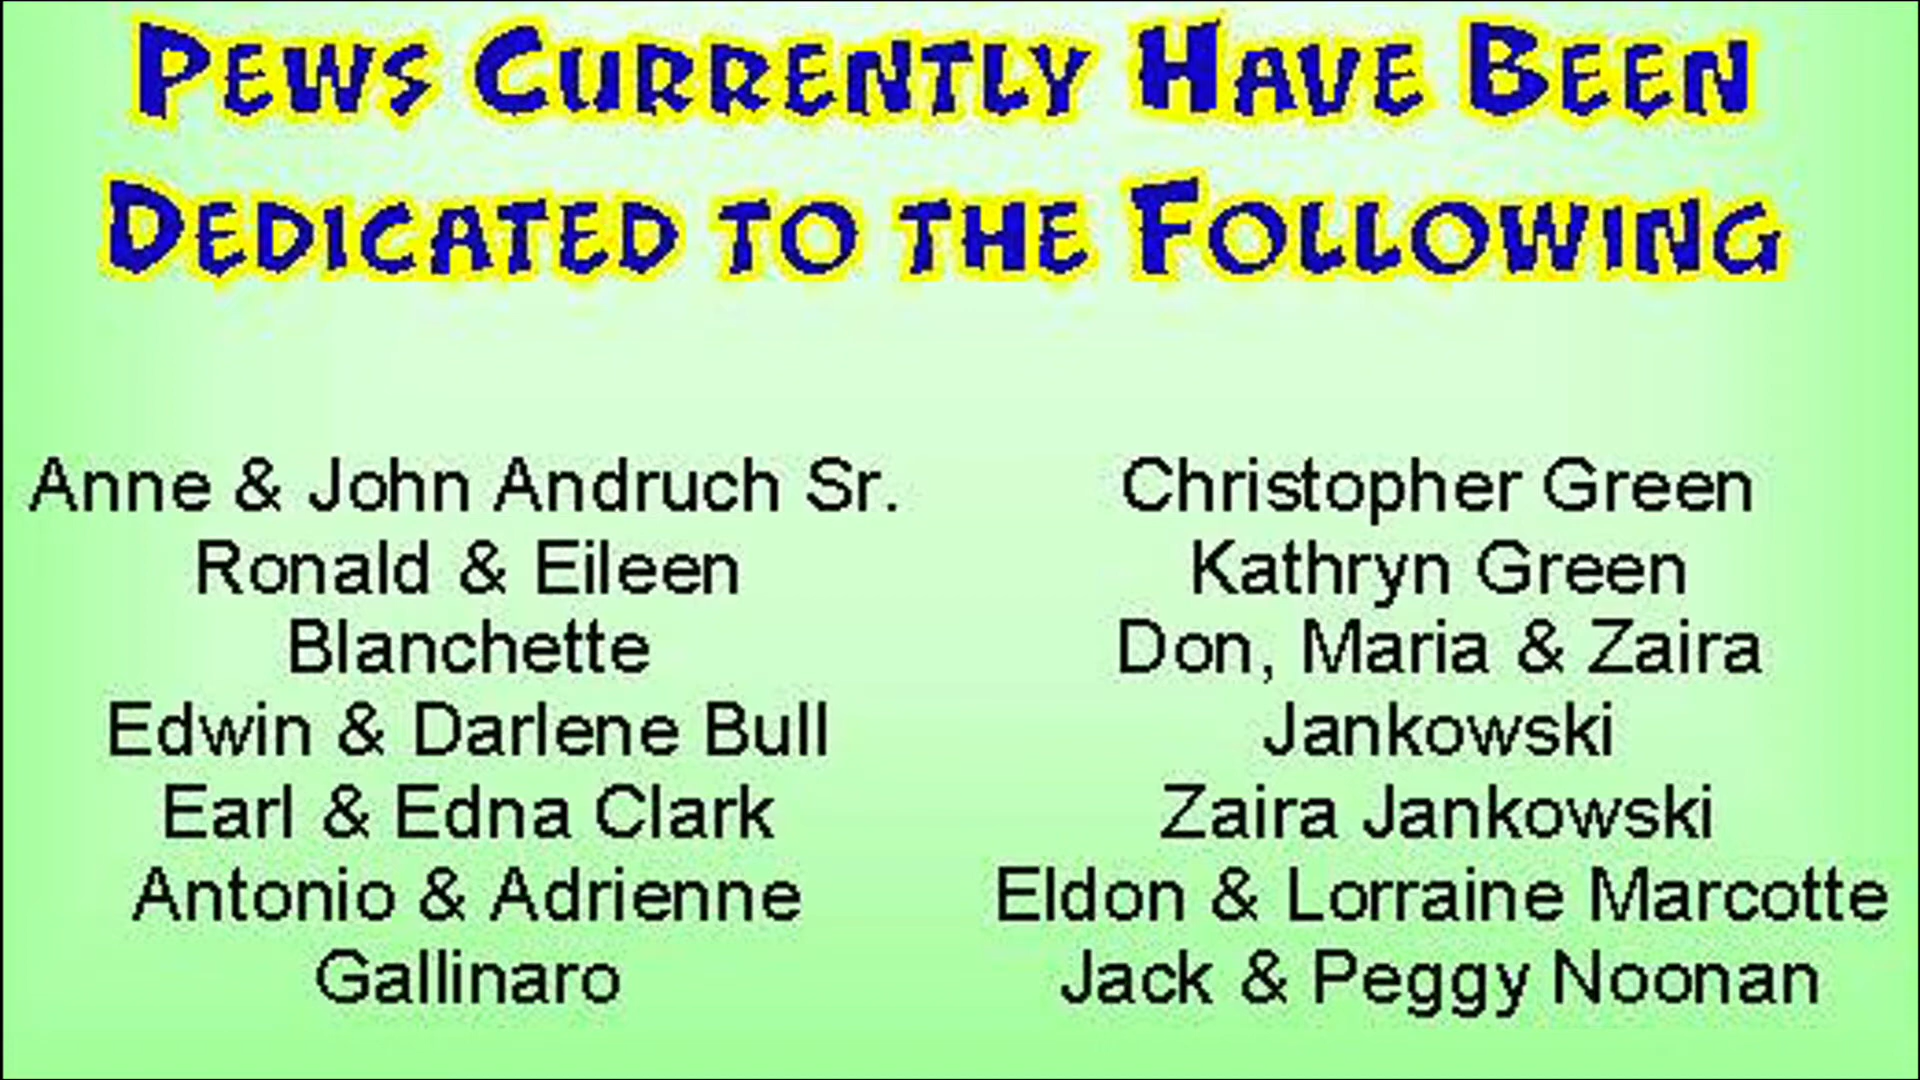 Pews Currently Have Been
Dedicated to the Following
Anne & John Andruch Sr.
Ronald & Eileen
Blanchette
Edwin & Darlene Bull
Earl & Edna Clark
Antonio & Adrienne
Gallinaro
Christopher Green
Kathryn Green
Don, Maria & Zaira
Jankowski
Zaira Jankowski
Eldon & Lorraine Marcotte
Jack & Peggy Noonan